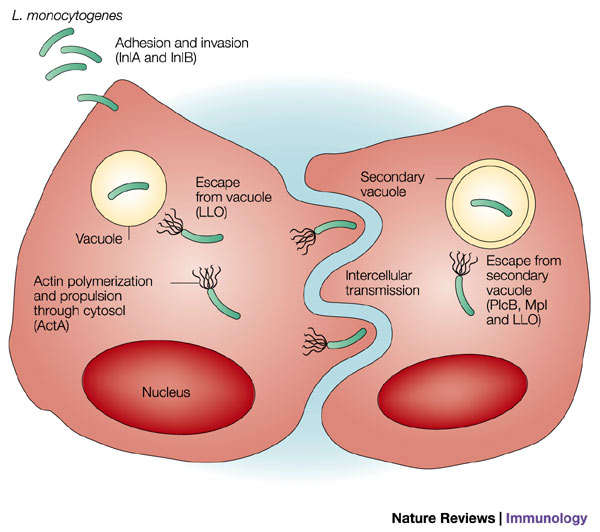 L. monocytogenes
Adhesion and invasion
(InlA and InlB)
Escape
from vacuole
(LLO)
Vacuole
Actin polymerization
and propulsion
through cytosol
(ActA)
Nucleus
Intercellular
transmission
Secondary
vacuole
Escape from
secondary
vacuole
(PlcB, Mpl
and LLO)
Nature Reviews | Immunology